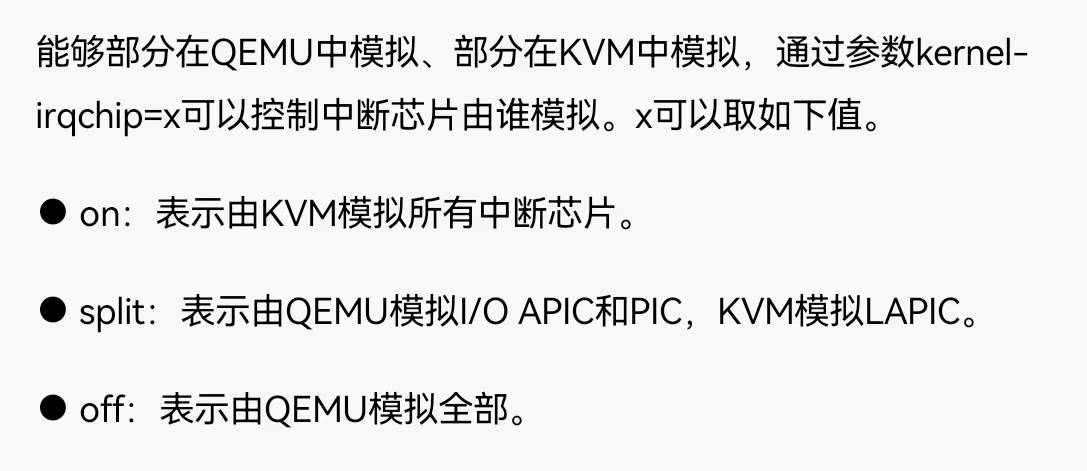 能够部分在QEMU中模拟、部分在KVM中模拟，通过参数kernel-
irqchip=x可以控制中断芯片由谁模拟。x可以取如下值。
● on：表示由KVM模拟所有中断芯片。
● split：表示由QEMU模拟I/O APIC和PIC，KVM模拟LAPIC。
● off：表示由QEMU模拟全部。